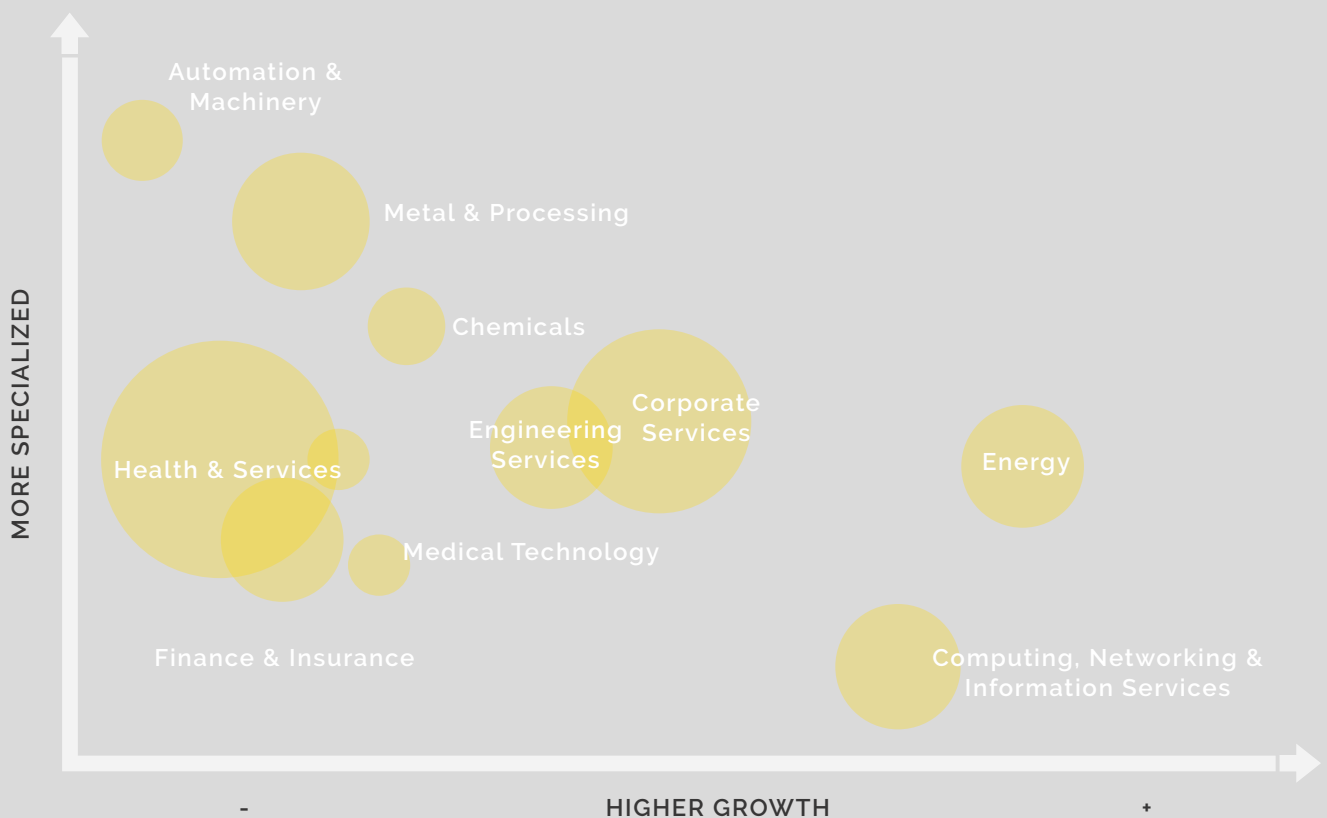 Automation &
Machinery
Metal & Processing
Chemicals
Corporate
Services
Engineering
Services
Energy
Health & Services
Medical Technology
Finance & Insurance
Computing, Networking &
Information Services
MORE SPECIALIZED
-
HIGHER GROWTH
+